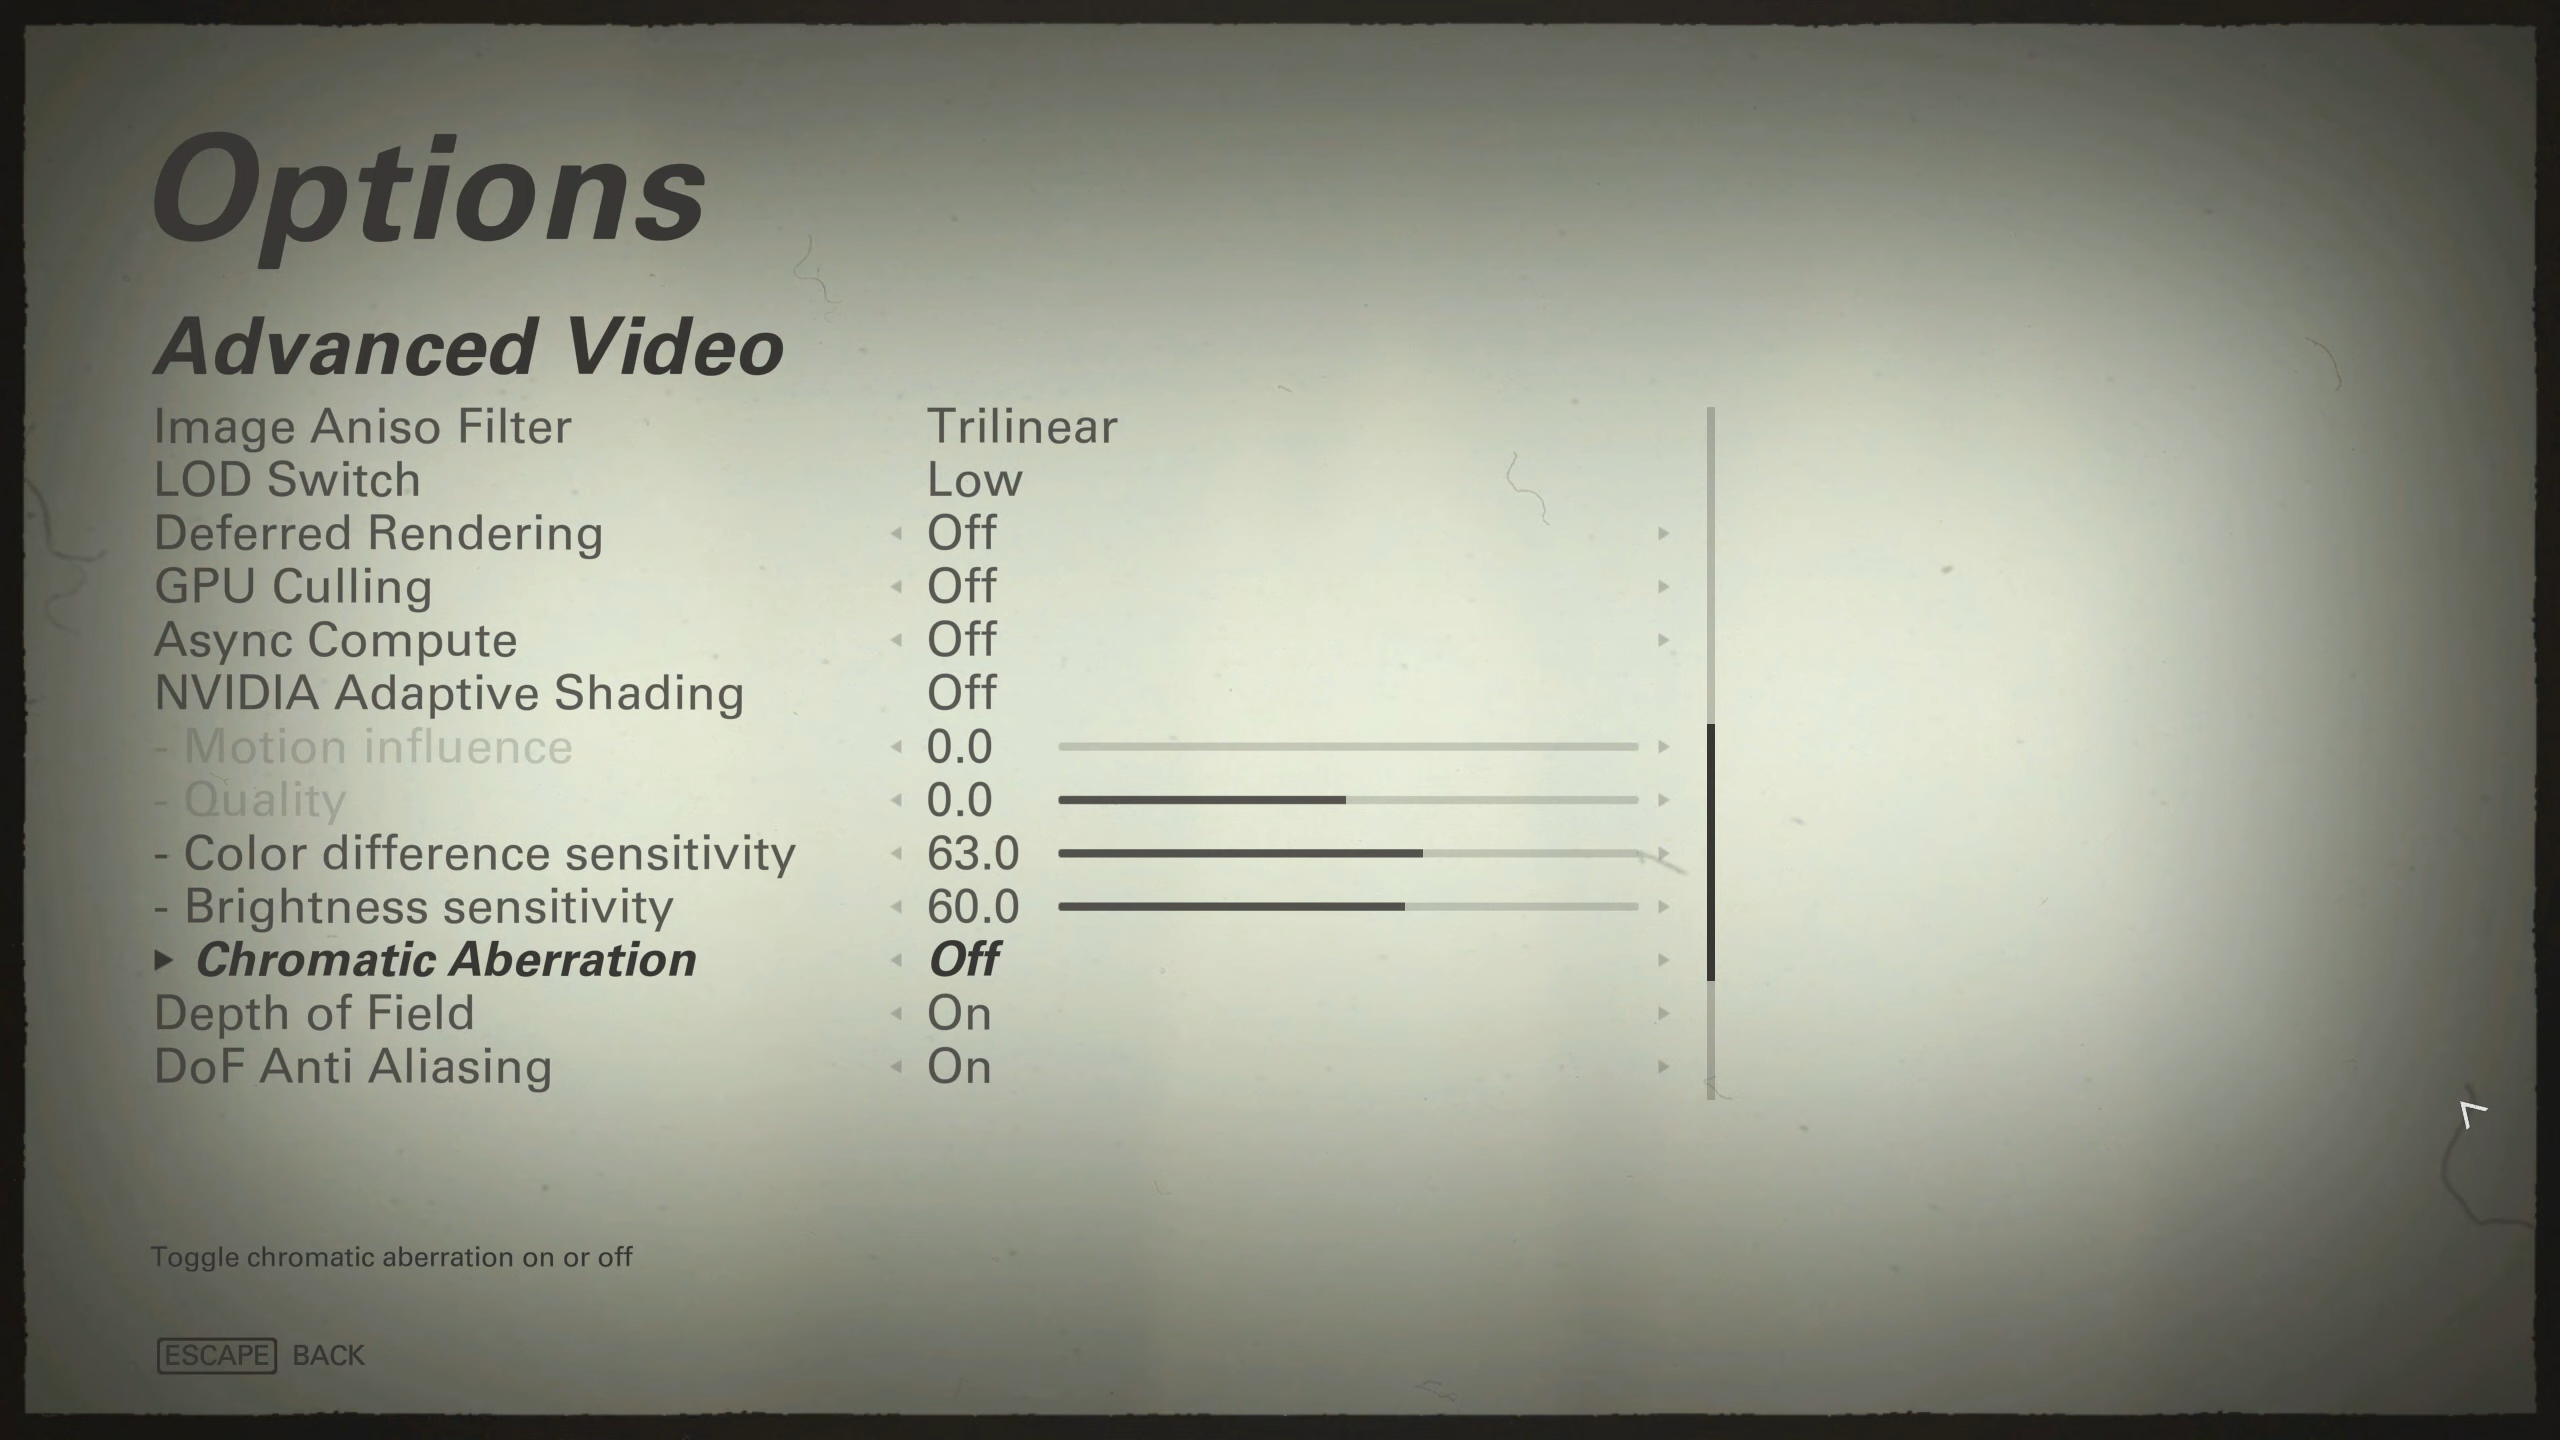 Options
Advanced Video
Image Aniso Filter Trilinear
LOD Switch Low
Deferred Rendering Off
GPU Culling Off
Async Compute Off
NVIDIA Adaptive Shading Off
- Motion influence 0.0
- Quality 0.0
- Color difference sensitivity 63.0
- Brightness sensitivity 60.0
Chromatic Aberration Off
Depth of Field On
DoF Anti Aliasing On
Toggle chromatic aberration on or off
ESCAPE BACK